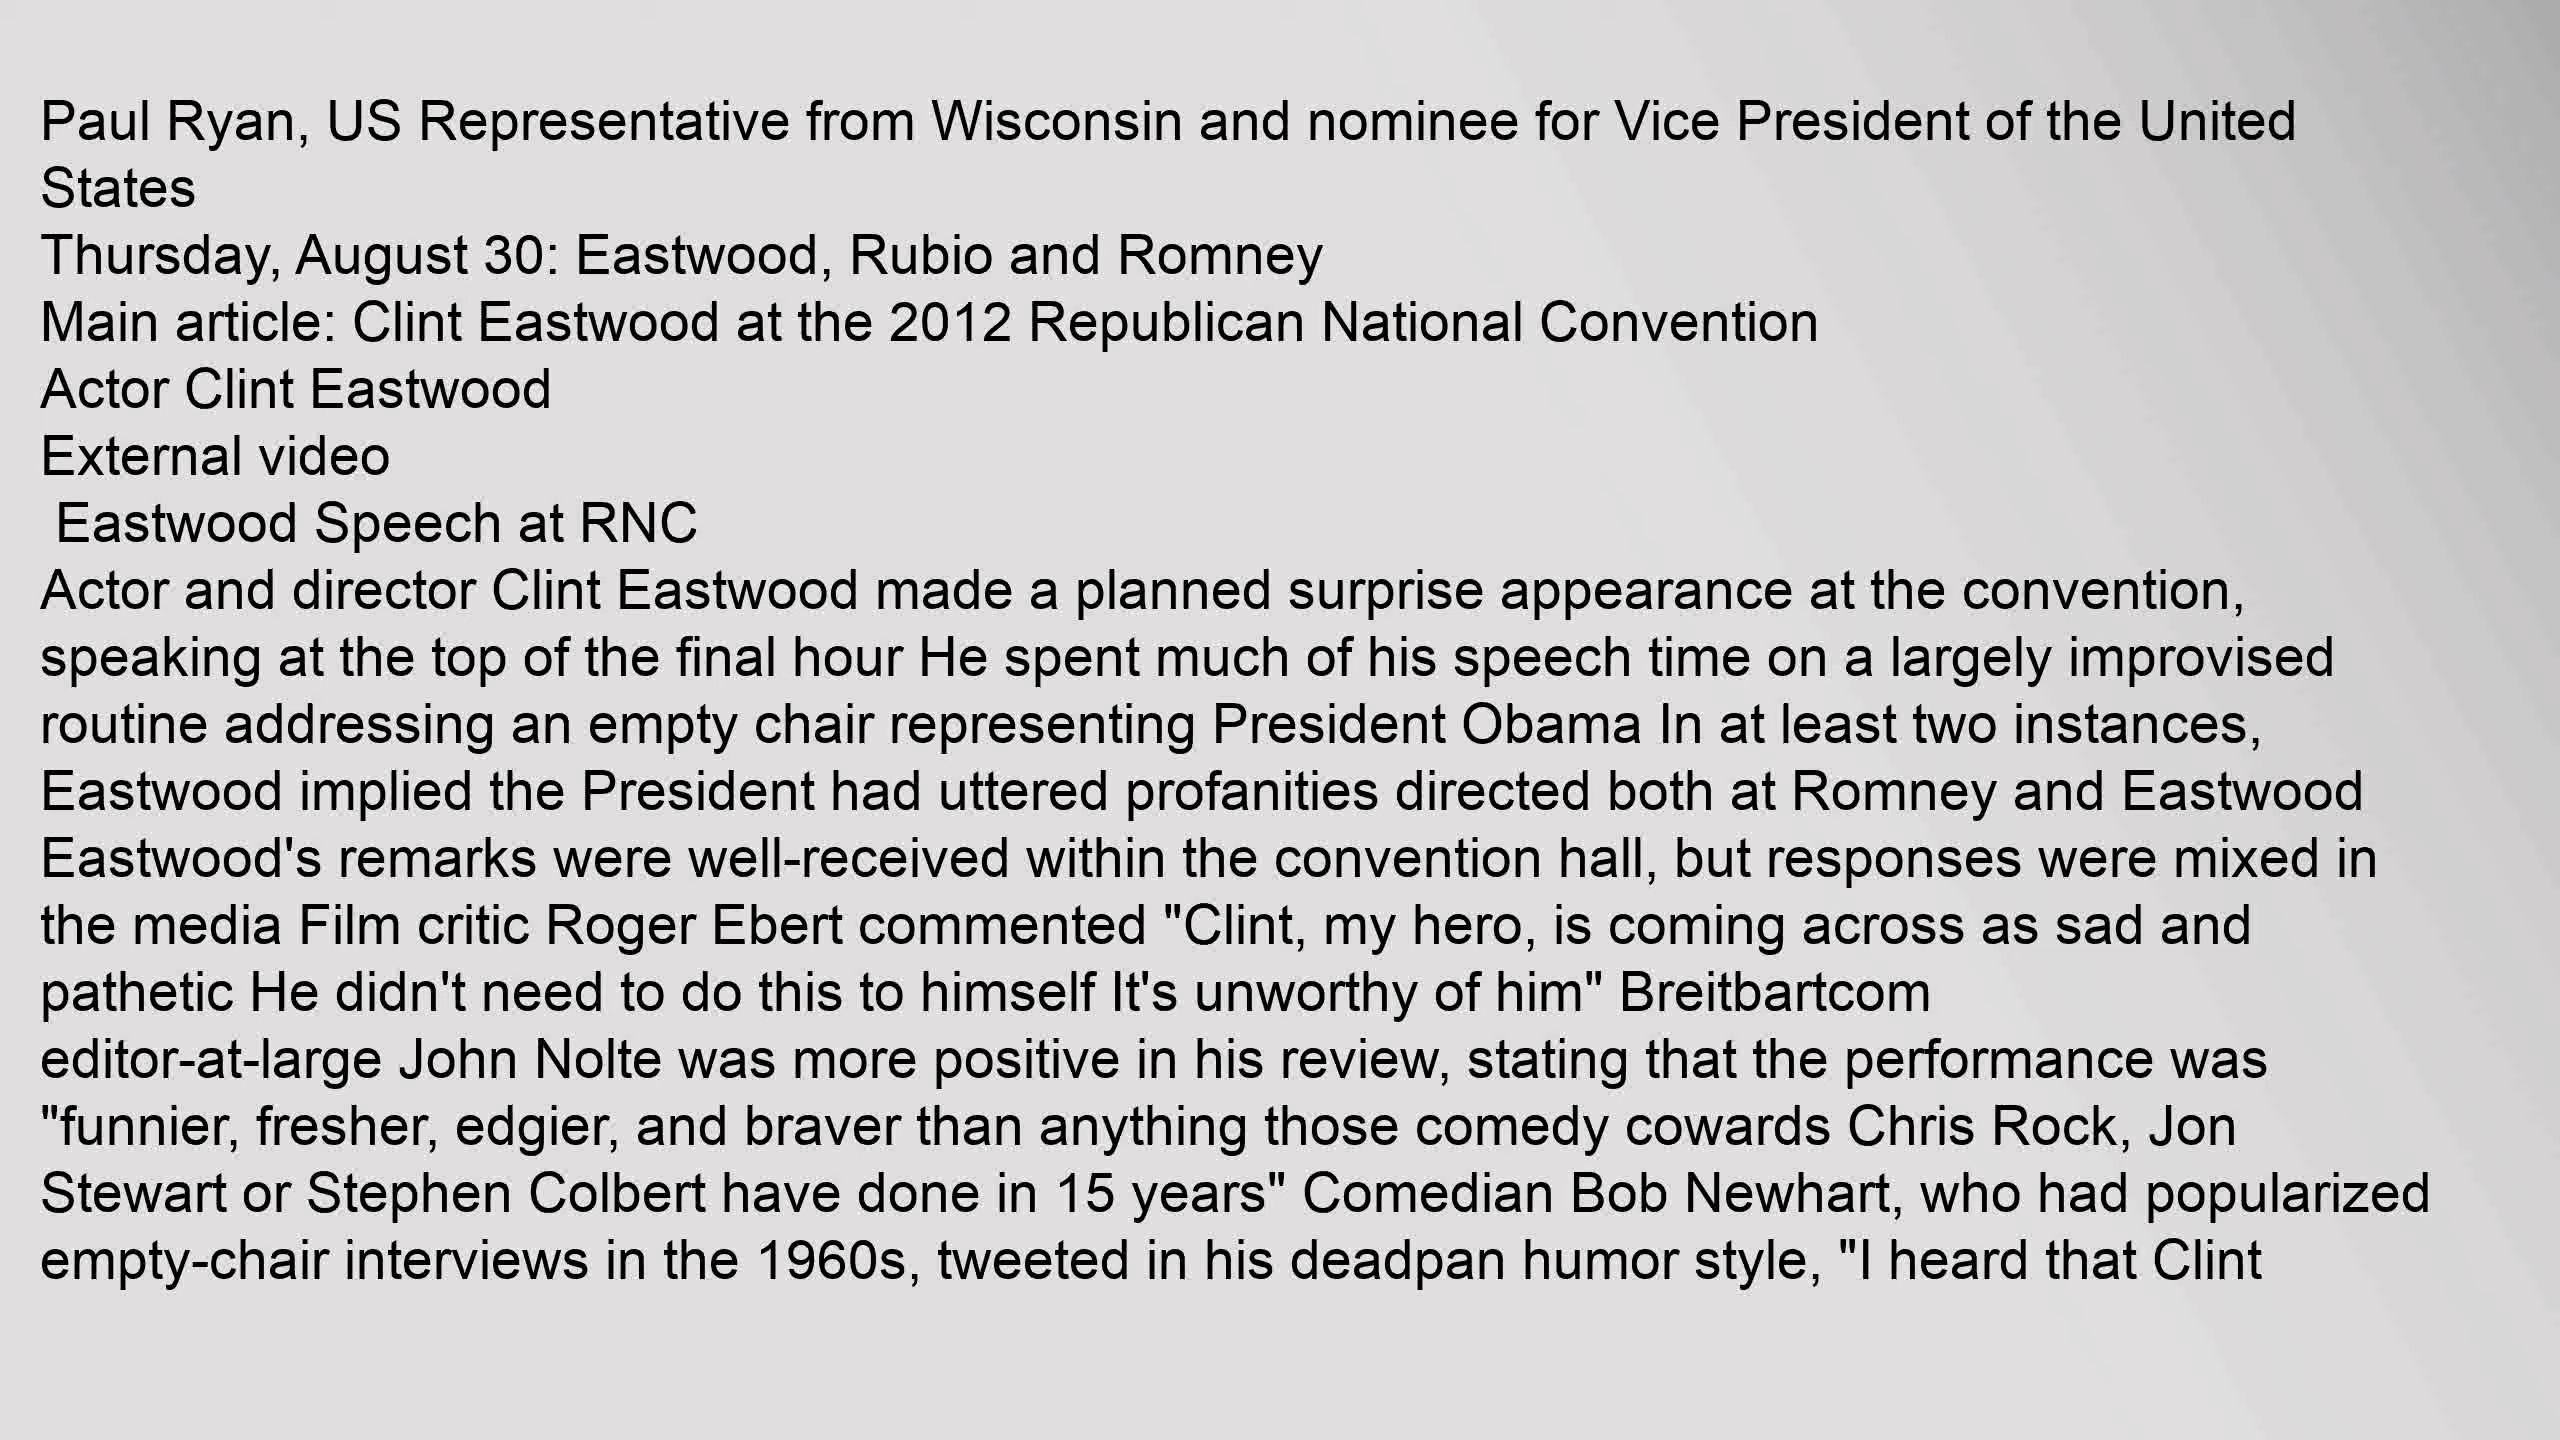 Paul Ryan, US Representative from Wisconsin and nominee for Vice President of the United
States
Thursday, August 30: Eastwood, Rubio and Romney
Main article: Clint Eastwood at the 2012 Republican National Convention
Actor Clint Eastwood
External video
Eastwood Speech at RNC
Actor and director Clint Eastwood made a planned surprise appearance at the convention,
speaking at the top of the final hour He spent much of his speech time on a largely improvised
routine addressing an empty chair representing President Obama In at least two instances,
Eastwood implied the President had uttered profanities directed both at Romney and Eastwood
Eastwood's remarks were well-received within the convention hall, but responses were mixed in
the media Film critic Roger Ebert commented "Clint, my hero, is coming across as sad and
pathetic He didn't need to do this to himself It's unworthy of him" Breitbartcom
editor-at-large John Nolte was more positive in his review, stating that the performance was
"funnier, fresher, edgier, and braver than anything those comedy cowards Chris Rock, Jon
Stewart or Stephen Colbert have done in 15 years" Comedian Bob Newhart, who had popularized
empty-chair interviews in the 1960s, tweeted in his deadpan humor style, "I heard that Clint